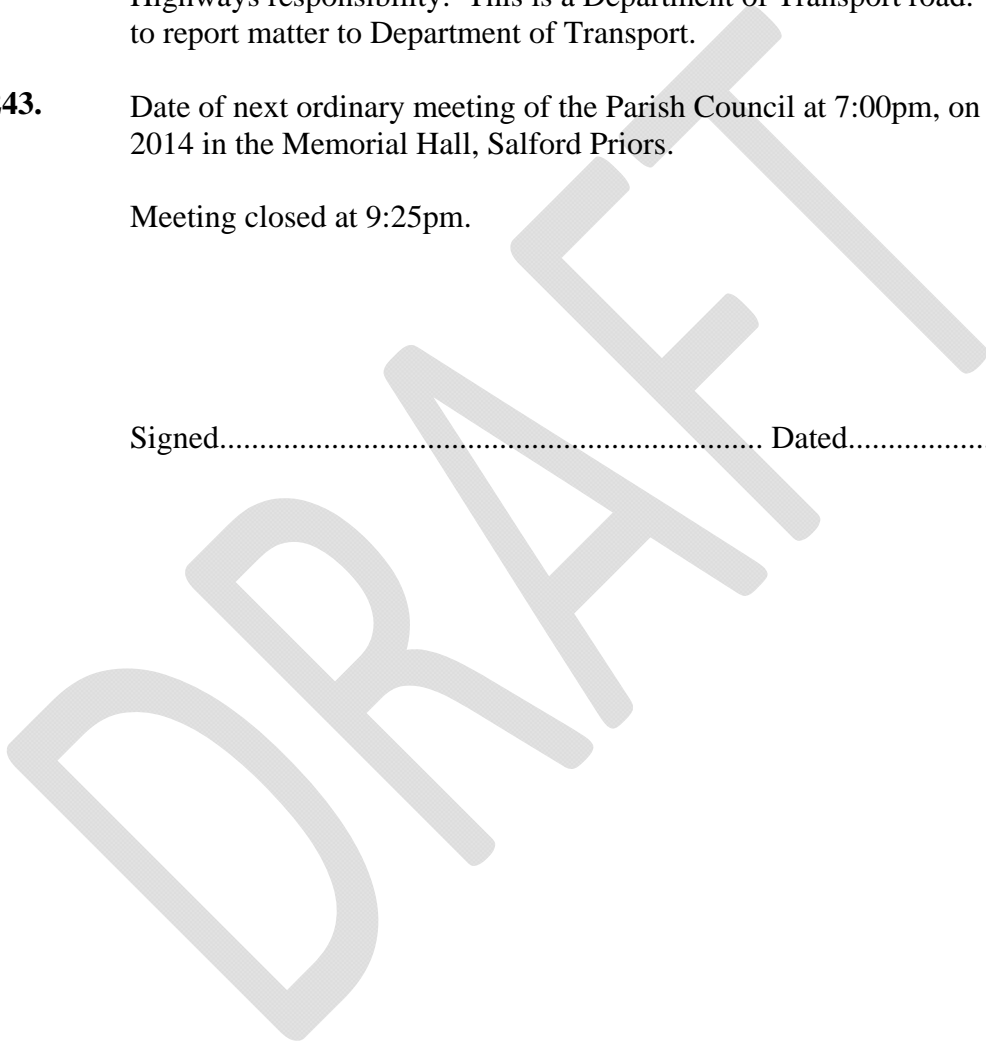 Highways responsibility. This is a Department of Transport road.
to report matter to Department of Transport.
43. Date of next ordinary meeting of the Parish Council at 7:00pm, on
2014 in the Memorial Hall, Salford Priors.
Meeting closed at 9:25pm.
Signed.................................................................... Dated.................
DRAFT